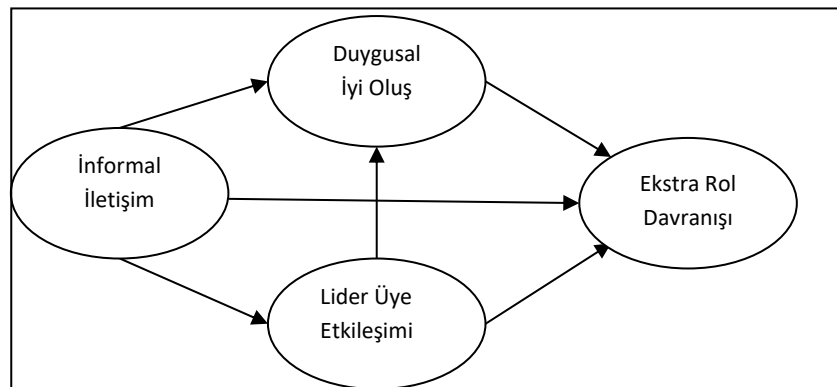 Duygusal
İyi Oluş
İnformal
İletişim
Ekstra Rol
Davranışı
Lider Üye
Etkileşimi